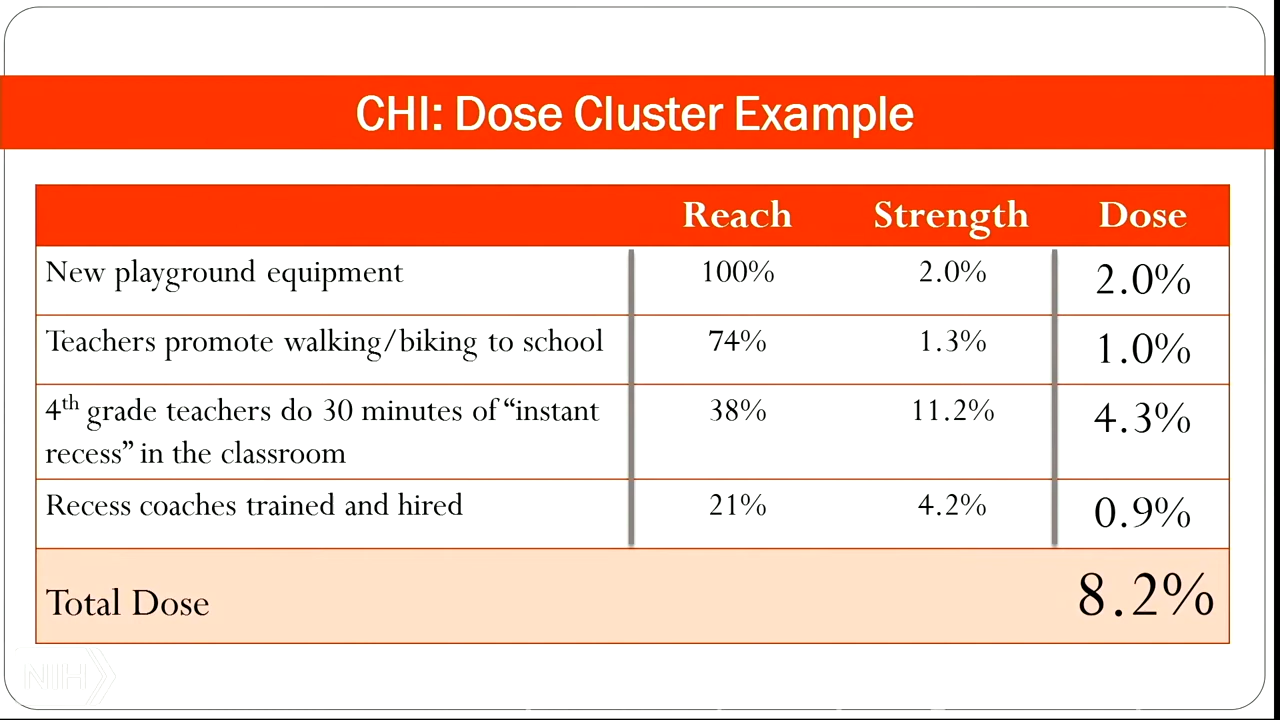 CHI: Dose Cluster Example
Reach Strength Dose
New playground equipment 100% 2.0% 2.0%
Teachers promote walking/biking to school 74% 1.3% 1.0%
4th grade teachers do 30 minutes of “instant 38% 11.2% 4.3%
recess” in the classroom
Recess coaches trained and hired 21% 4.2% 0.9%
Total Dose 8.2%
NIH